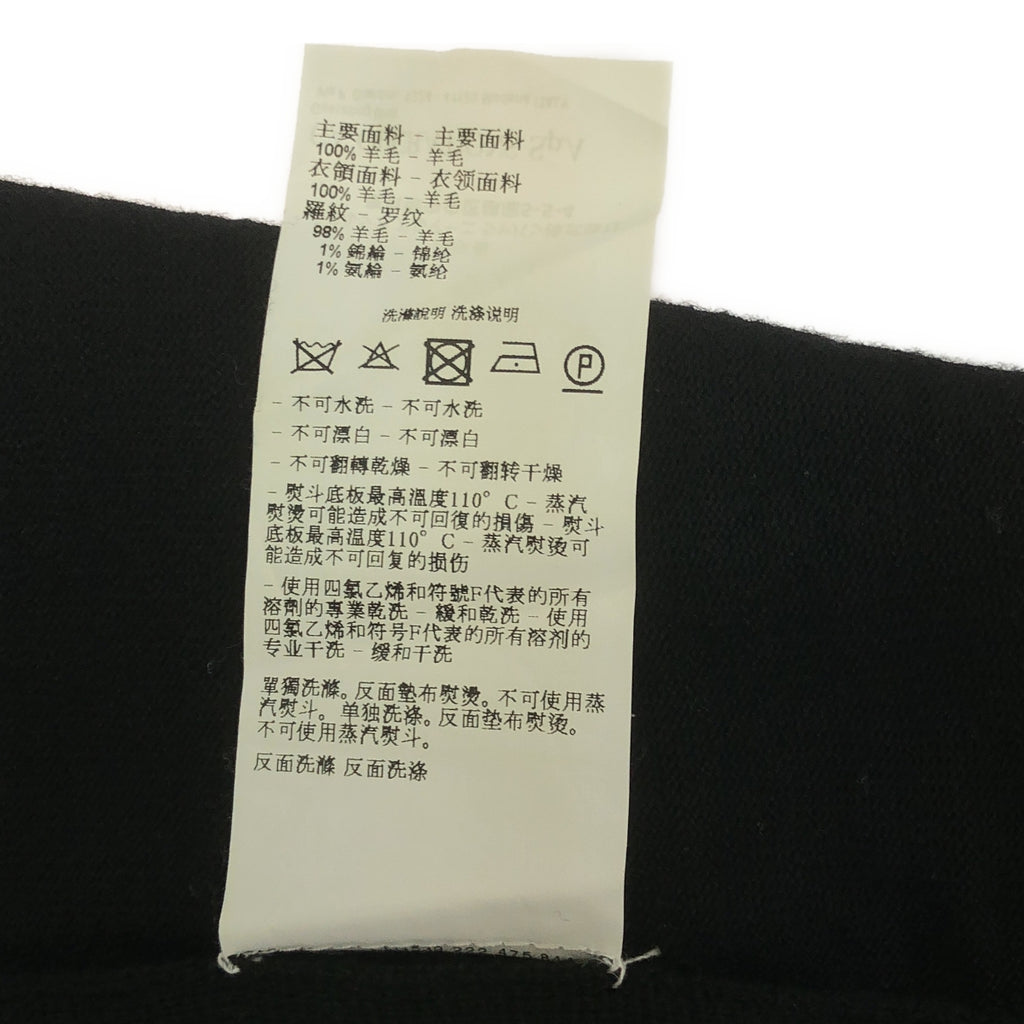 主要面料 - 主要面料
100% 羊毛 - 羊毛
衣領面料 - 衣领面料
100% 羊毛 - 羊毛
羅紋 - 罗纹
98% 羊毛 - 羊毛
1% 錦綸 - 锦纶
1% 氨綸 - 氨纶
洗滌說明 洗涤说明
P
- 不可水洗 - 不可水洗
- 不可漂白 - 不可漂白
- 不可翻轉乾燥 - 不可翻转干燥
- 熨斗底板最高溫度110° C - 蒸汽
熨燙可能造成不可回復的損傷 - 熨斗
底板最高温度110° C - 蒸汽熨烫可
能造成不可回复的损伤
- 使用四氯乙烯和符號F代表的所有
溶劑的專業乾洗 - 緩和乾洗 - 使用
四氯乙烯和符号F代表的所有溶剂的
专业干洗 - 缓和干洗
單獨洗滌。反面墊布熨燙。不可使用蒸
汽熨斗。单独洗涤。反面垫布熨烫。
不可使用蒸汽熨斗。
反面洗滌 反面洗涤